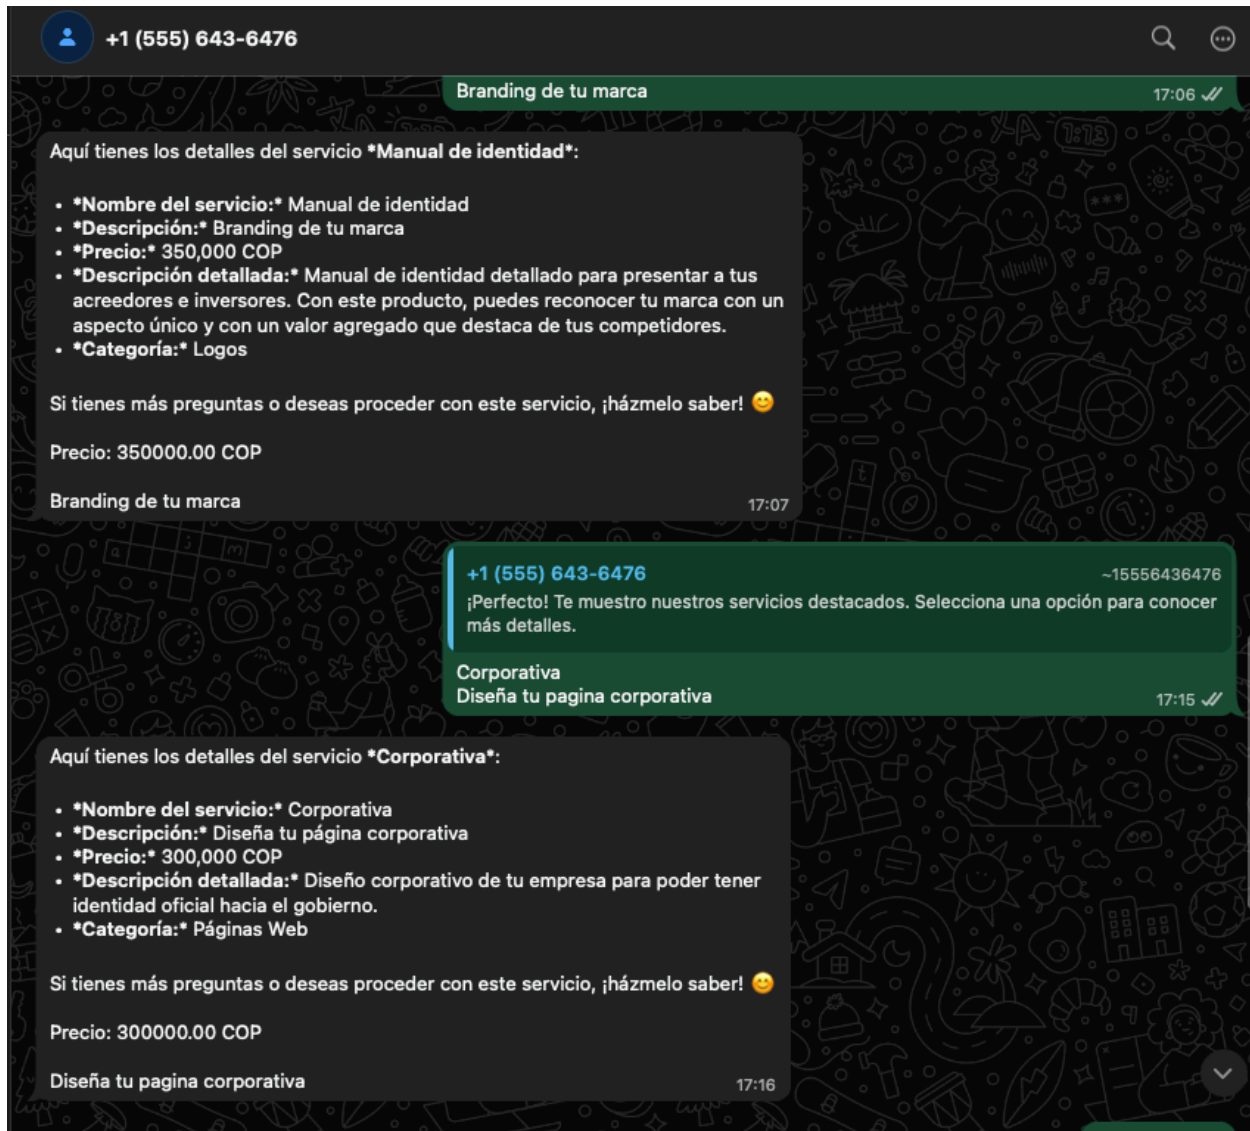 +1 (555) 643-6476
Branding de tu marca
17:06
Aquí tienes los detalles del servicio *Manual de identidad*:
• *Nombre del servicio:* Manual de identidad
• *Descripción:* Branding de tu marca
• *Precio:* 350,000 COP
• *Descripción detallada:* Manual de identidad detallado para presentar a tus
acreedores e inversores. Con este producto, puedes reconocer tu marca con un
aspecto único y con un valor agregado que destaca de tus competidores.
• *Categoría:* Logos
Si tienes más preguntas o deseas proceder con este servicio, ¡házmelo saber! 😊
Precio: 350000.00 COP
Branding de tu marca
17:07
+1 (555) 643-6476 ~15556436476
¡Perfecto! Te muestro nuestros servicios destacados. Selecciona una opción para conocer
más detalles.
Corporativa
Diseña tu pagina corporativa
17:15
Aquí tienes los detalles del servicio *Corporativa*:
• *Nombre del servicio:* Corporativa
• *Descripción:* Diseña tu página corporativa
• *Precio:* 300,000 COP
• *Descripción detallada:* Diseño corporativo de tu empresa para poder tener
identidad oficial hacia el gobierno.
• *Categoría:* Páginas Web
Si tienes más preguntas o deseas proceder con este servicio, ¡házmelo saber! 😊
Precio: 300000.00 COP
Diseña tu pagina corporativa
17:16